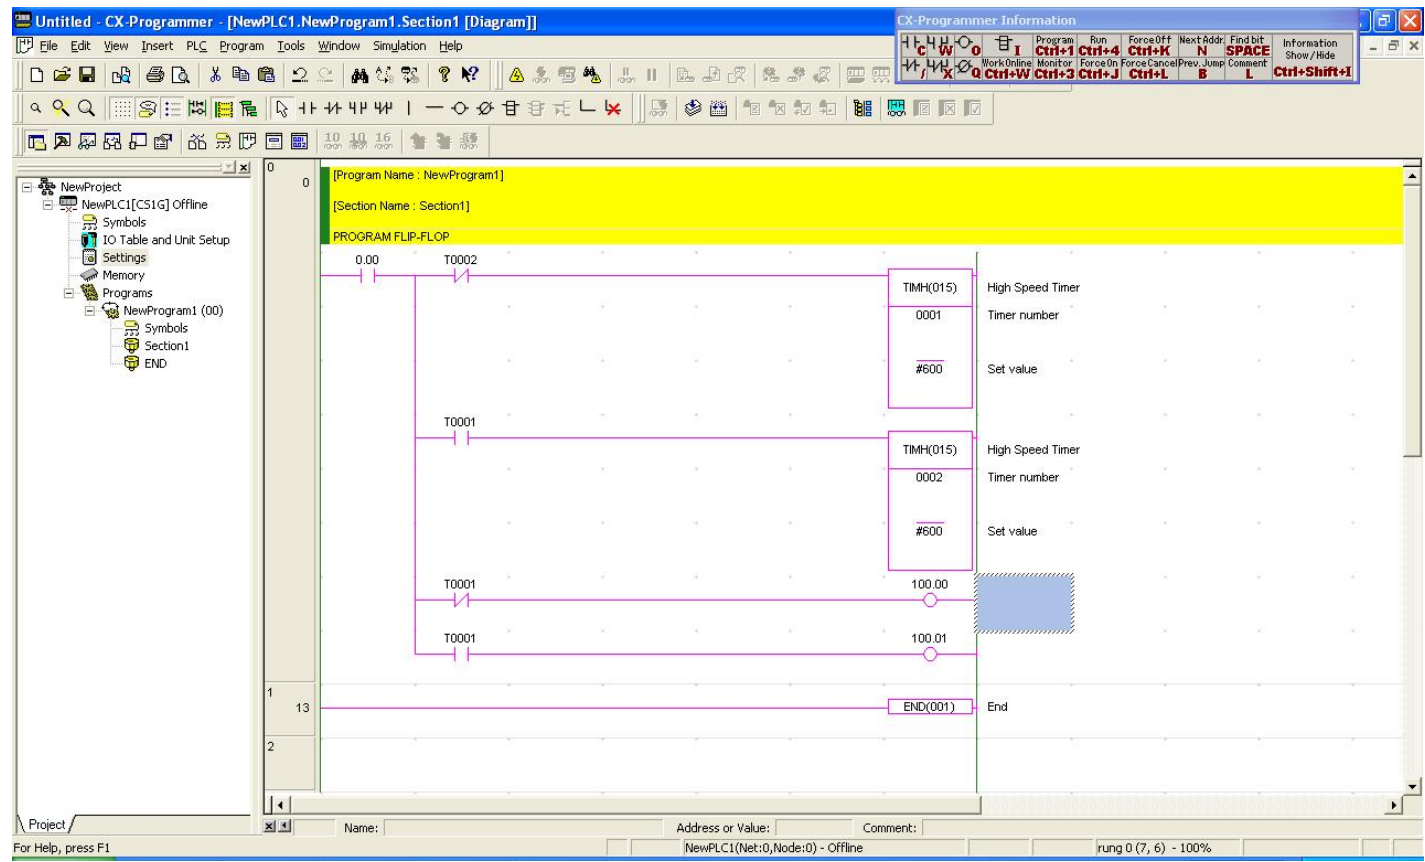 Untitled - CX-Programmer - [NewPLC1.NewProgram1.Section1 [Diagram]]
CX-Programmer Information
File Edit View Insert PLC Program Tools Window Simulation Help
C W O I Program Ctrl+1 Run Ctrl+4 ForceOff Ctrl+K Next Addr. N Find bit SPACE Information Show/Hide
/ X Q Work Online Ctrl+W Monitor Ctrl+3 Force On Ctrl+J Force Cancel Ctrl+L Prev. Jump B Comment L Ctrl+Shift+I
10 10 16
NewProject
NewPLC1[CS1G] Offline
Symbols
IO Table and Unit Setup
Settings
Memory
Programs
NewProgram1 (00)
Symbols
Section1
END
Project
0
0
[Program Name : NewProgram1]
[Section Name : Section1]
PROGRAM FLIP-FLOP
0.00 T0002
TIMH(015) High Speed Timer
0001 Timer number
#600 Set value
T0001
TIMH(015) High Speed Timer
0002 Timer number
#600 Set value
T0001 100.00
T0001 100.01
1
13 END(001) End
2
Name: Address or Value: Comment:
For Help, press F1 NewPLC1(Net:0,Node:0) - Offline rung 0 (7, 6) - 100%